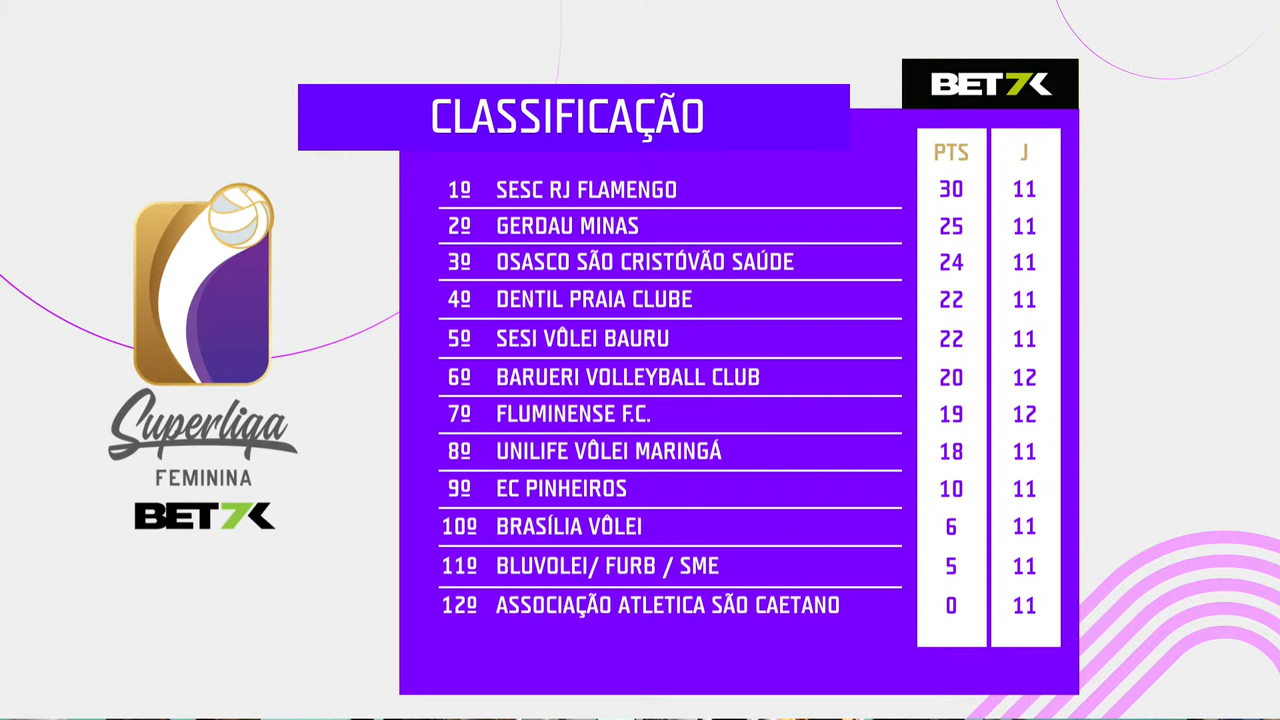 BET7K
CLASSIFICAÇÃO
PTS J
1º SESC RJ FLAMENGO 30 11
2º GERDAU MINAS 25 11
3º OSASCO SÃO CRISTÓVÃO SAÚDE 24 11
4º DENTIL PRAIA CLUBE 22 11
5º SESI VÔLEI BAURU 22 11
6º BARUERI VOLLEYBALL CLUB 20 12
7º FLUMINENSE F.C. 19 12
8º UNILIFE VÔLEI MARINGÁ 18 11
9º EC PINHEIROS 10 11
10º BRASÍLIA VÔLEI 6 11
11º BLUVOLEI/ FURB / SME 5 11
12º ASSOCIAÇÃO ATLETICA SÃO CAETANO 0 11
Superliga
FEMININA
BET7K